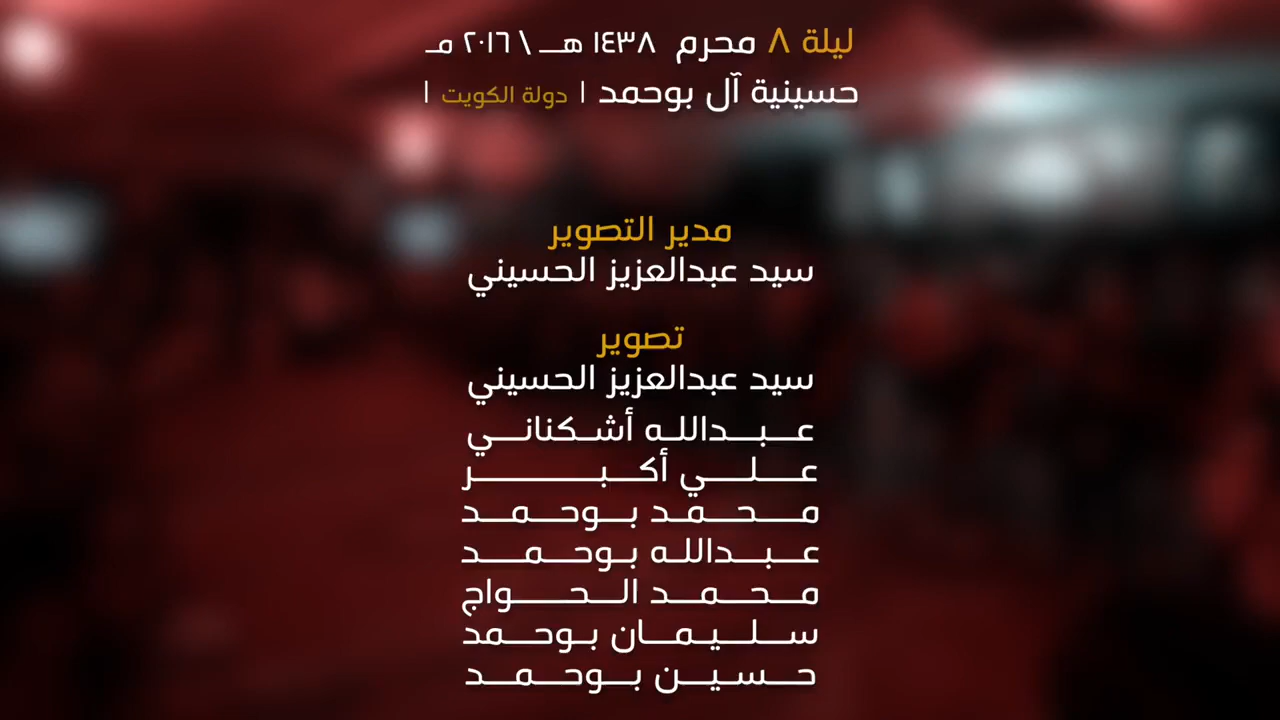 ليلة ٨ محرم ١٤٣٨ هـ \ ٢٠١٦ مـ
حسينية آل بوحمد | دولة الكويت |
مدير التصوير
سيد عبدالعزيز الحسيني
تصوير
سيد عبدالعزيز الحسيني
عبدالله أشكناني
علي أكبر
محمد بوحمد
عبدالله بوحمد
محمد الحواج
سليمان بوحمد
حسين بوحمد